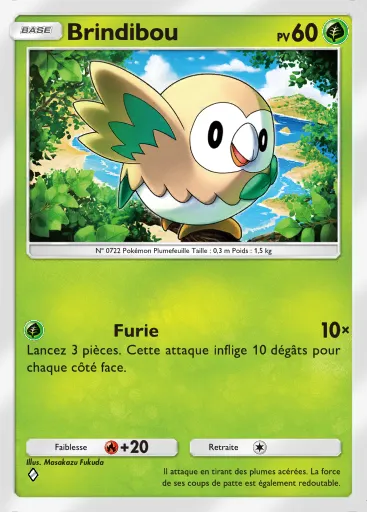 BASE Brindibou PV 60
N° 0722 Pokémon Plumefeuille Taille : 0,3 m Poids : 1,5 kg
Furie 10×
Lancez 3 pièces. Cette attaque inflige 10 dégâts pour
chaque côté face.
Faiblesse +20 Retraite
Illus. Masakazu Fukuda
Il attaque en tirant des plumes acérées. La force
de ses coups de patte est également redoutable.